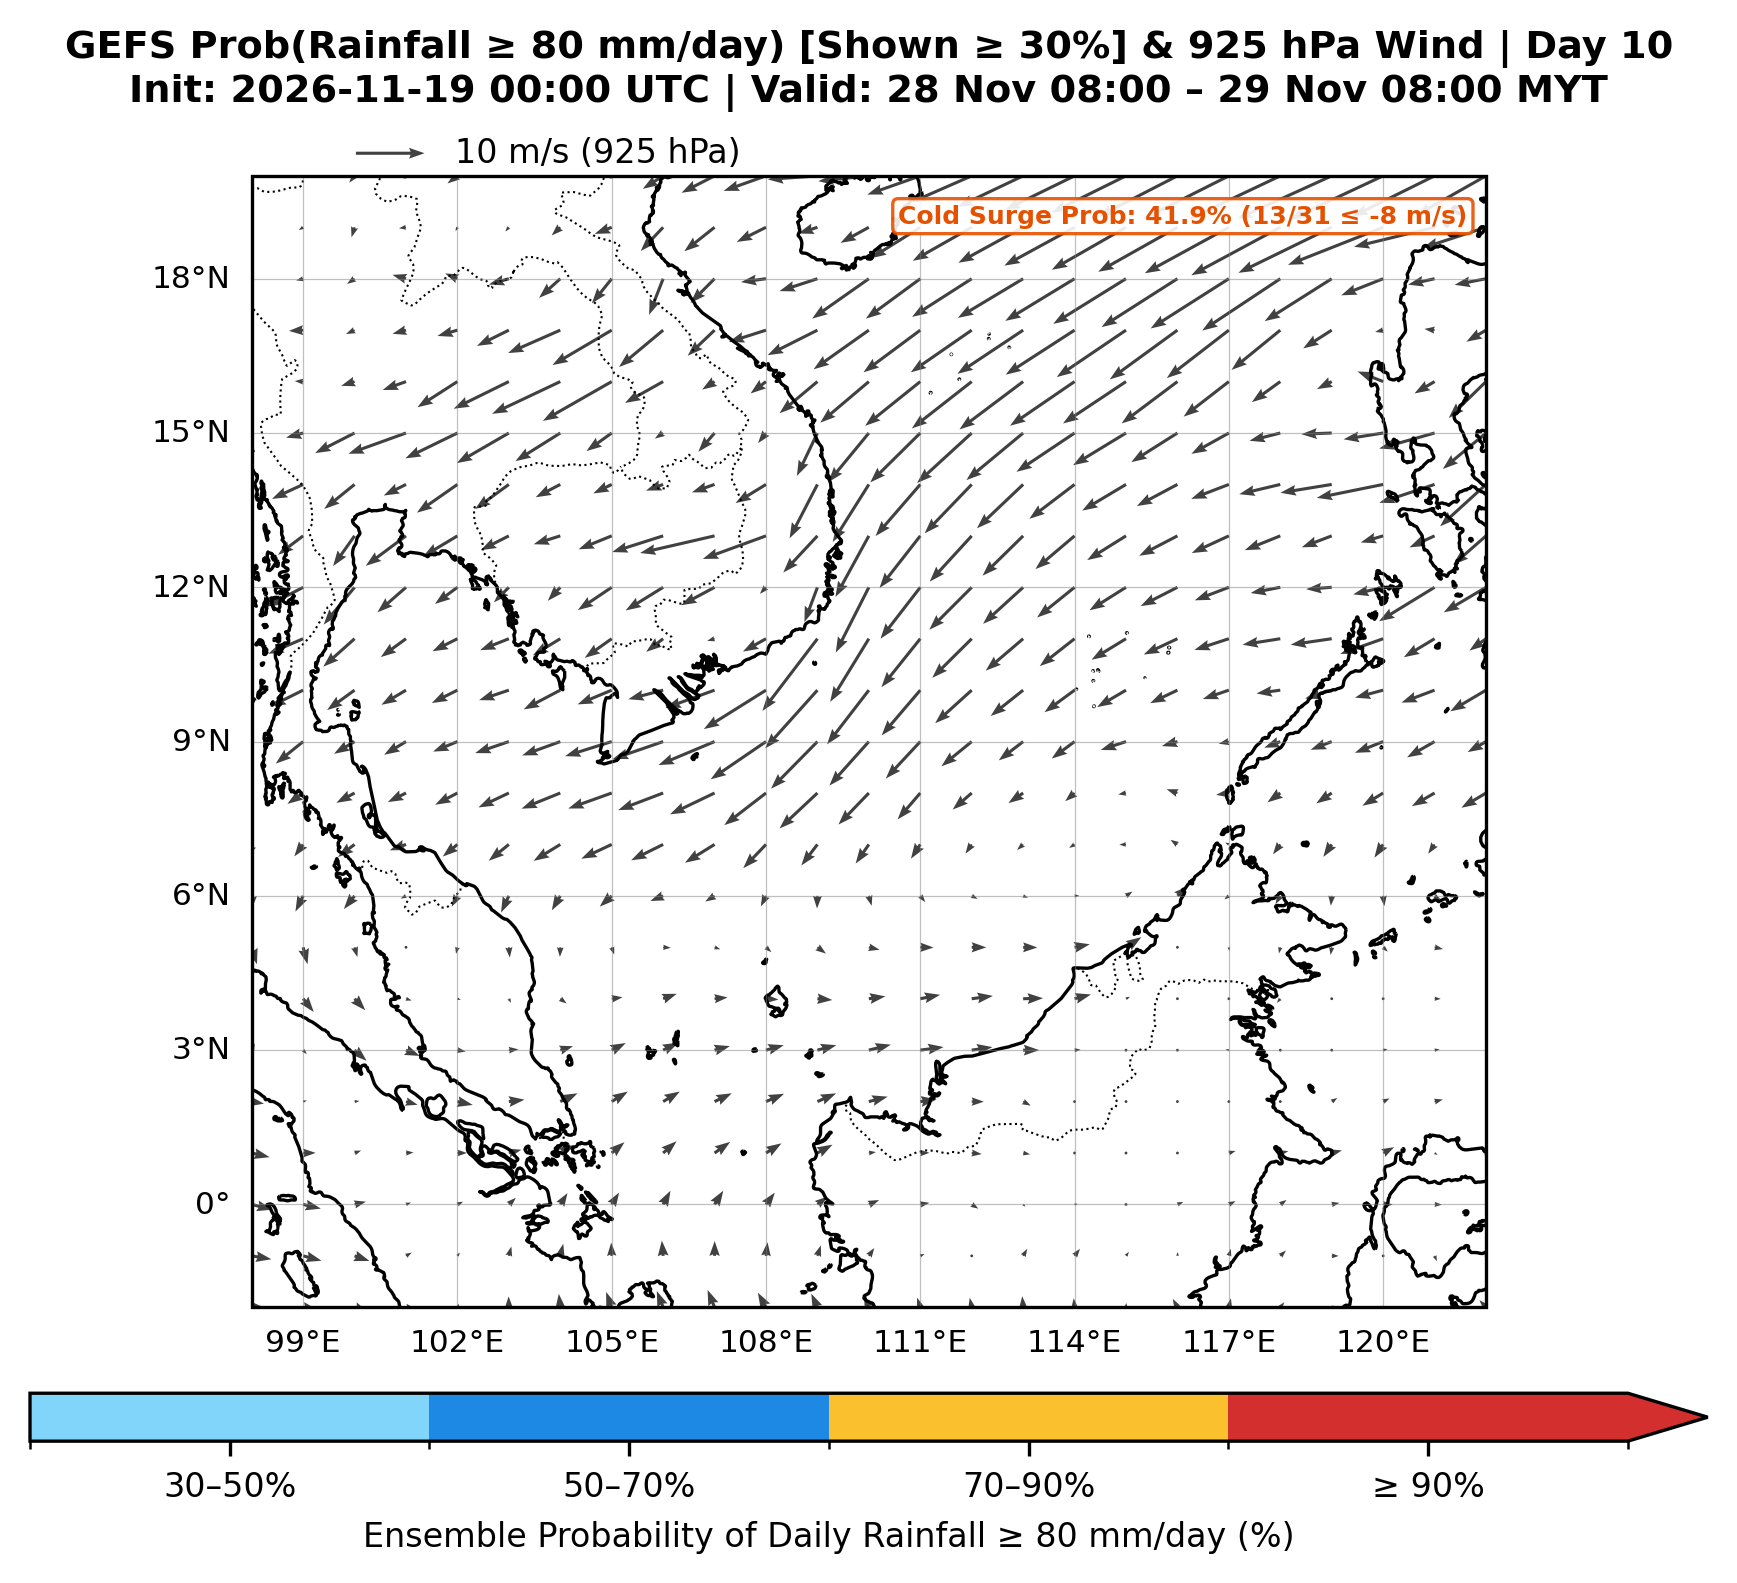 GEFS Prob(Rainfall ≥ 80 mm/day) [Shown ≥ 30%] & 925 hPa Wind | Day 10
Init: 2026-11-19 00:00 UTC | Valid: 28 Nov 08:00 – 29 Nov 08:00 MYT
10 m/s (925 hPa)
Cold Surge Prob: 41.9% (13/31 ≤ -8 m/s)
18°N
15°N
12°N
9°N
6°N
3°N
0°
99°E 102°E 105°E 108°E 111°E 114°E 117°E 120°E
30–50% 50–70% 70–90% ≥ 90%
Ensemble Probability of Daily Rainfall ≥ 80 mm/day (%)